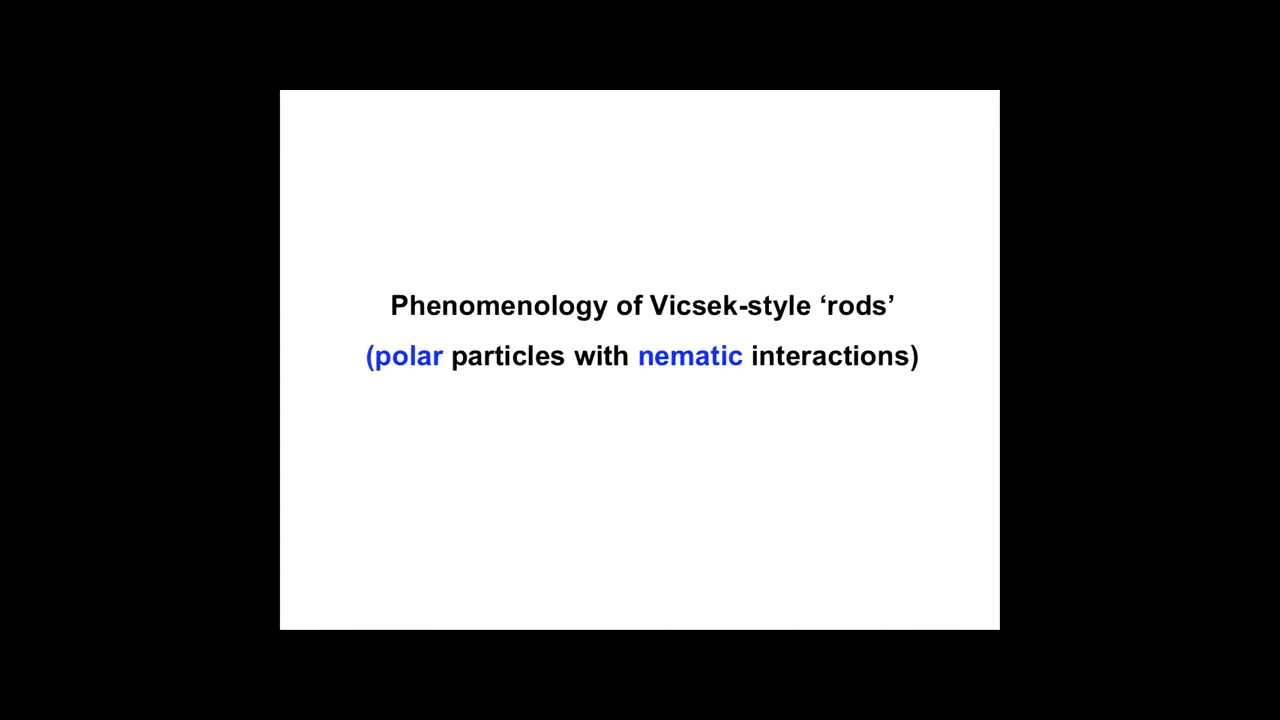 Phenomenology of Vicsek-style ‘rods’
(polar particles with nematic interactions)